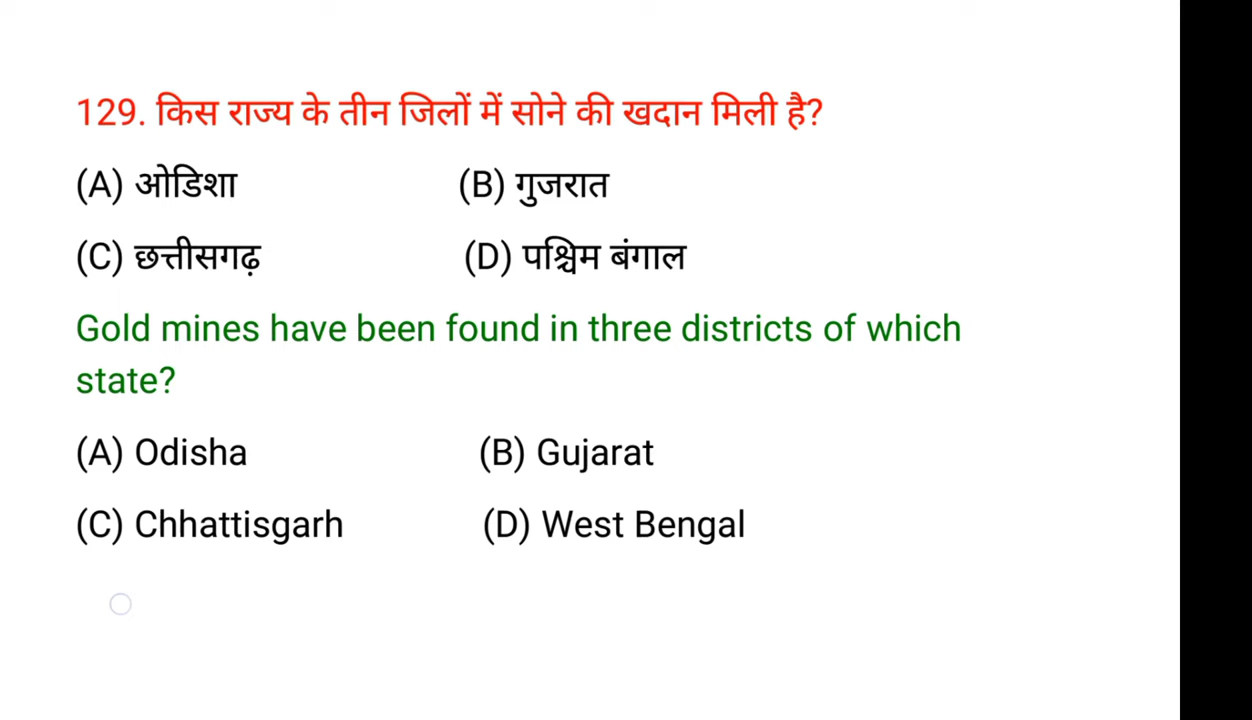 129. किस राज्य के तीन जिलों में सोने की खदान मिली है?
(A) ओडिशा (B) गुजरात
(C) छत्तीसगढ़ (D) पश्चिम बंगाल
Gold mines have been found in three districts of which
state?
(A) Odisha (B) Gujarat
(C) Chhattisgarh (D) West Bengal